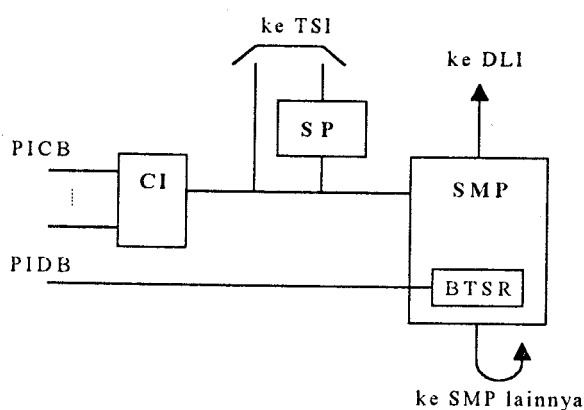 ke TSI
ke DLI
SP
PICB
CI
SMP
PIDB
BTSR
ke SMP lainnya